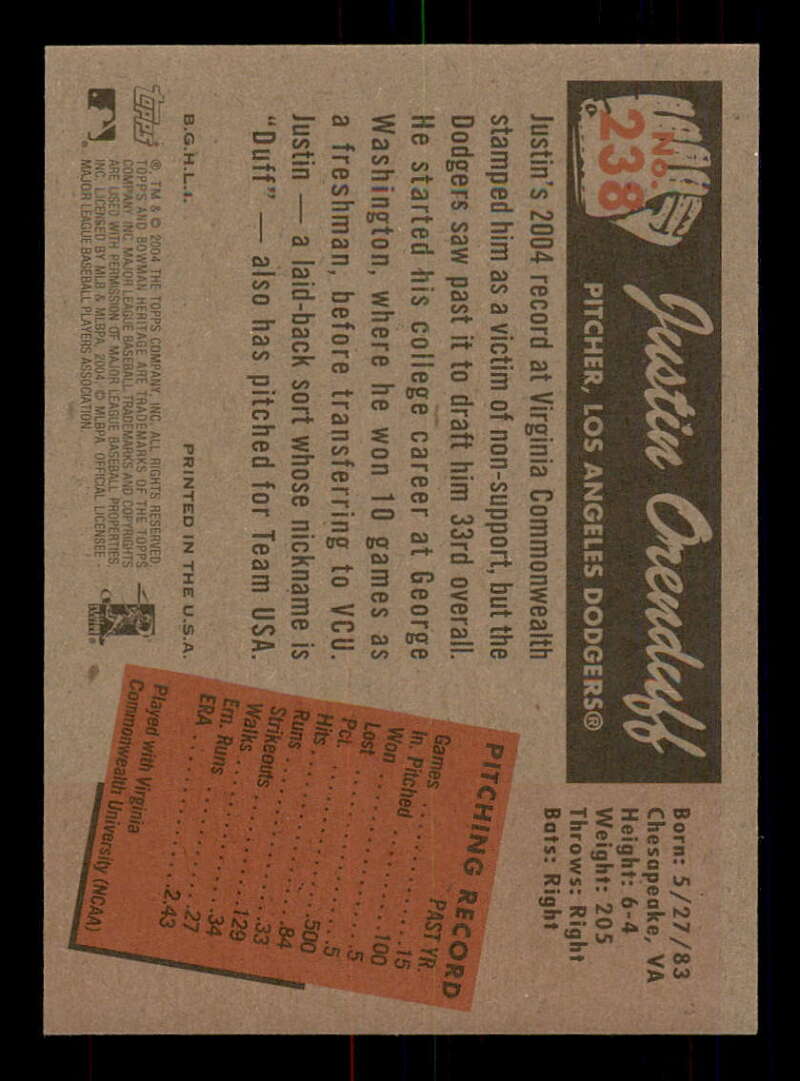 No.
238
Justin Orenduff
PITCHER, LOS ANGELES DODGERS®
Born: 5/27/83
Chesapeake, VA
Height: 6-4
Weight: 205
Throws: Right
Bats: Right
Justin's 2004 record at Virginia Commonwealth
stamped him as a victim of non-support, but the
Dodgers saw past it to draft him 33rd overall.
He started his college career at George
Washington, where he won 10 games as
a freshman, before transferring to VCU.
Justin — a laid-back sort whose nickname is
"Duff" — also has pitched for Team USA.
PITCHING RECORD
PAST YR.
Games ..........15
In. Pitched ..........100
Won ..........5
Lost ..........5
Pct. ..........500
Hits ..........84
Runs ..........33
Strikeouts ..........129
Walks ..........34
Ern. Runs ..........27
ERA ..........2.43
Played with Virginia
Commonwealth University (NCAA)
B.G.H.L.I. PRINTED IN THE U.S.A.
TOPPS
®, TM & © 2004 THE TOPPS COMPANY, INC. ALL RIGHTS RESERVED.
TOPPS AND BOWMAN HERITAGE ARE TRADEMARKS OF THE TOPPS
COMPANY, INC. MAJOR LEAGUE BASEBALL TRADEMARKS AND COPYRIGHTS
ARE USED WITH PERMISSION OF MAJOR LEAGUE BASEBALL PROPERTIES,
INC. LICENSED BY MLB & MLBPA, 2004. © MLBPA OFFICIAL LICENSEE-
MAJOR LEAGUE BASEBALL PLAYERS ASSOCIATION.